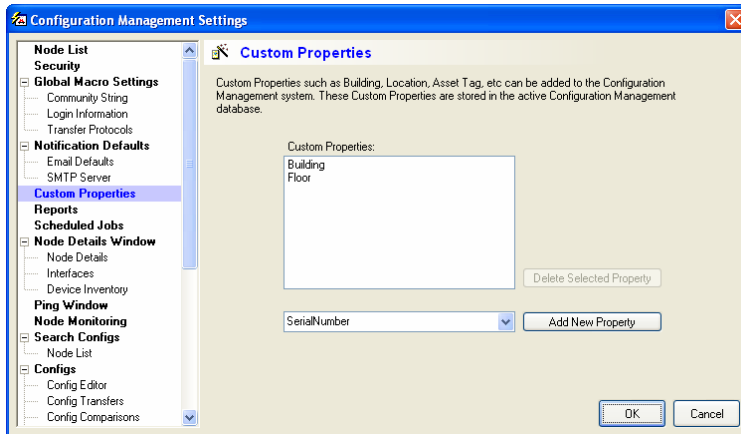 Configuration Management Settings
Node List
Security
Global Macro Settings
Community String
Login Information
Transfer Protocols
Notification Defaults
Email Defaults
SMTP Server
Custom Properties
Reports
Scheduled Jobs
Node Details Window
Node Details
Interfaces
Device Inventory
Ping Window
Node Monitoring
Search Configs
Node List
Configs
Config Editor
Config Transfers
Config Comparisons
Custom Properties
Custom Properties such as Building, Location, Asset Tag, etc can be added to the Configuration
Management system. These Custom Properties are stored in the active Configuration Management
database.
Custom Properties:
Building
Floor
Delete Selected Property
SerialNumber
Add New Property
OK
Cancel